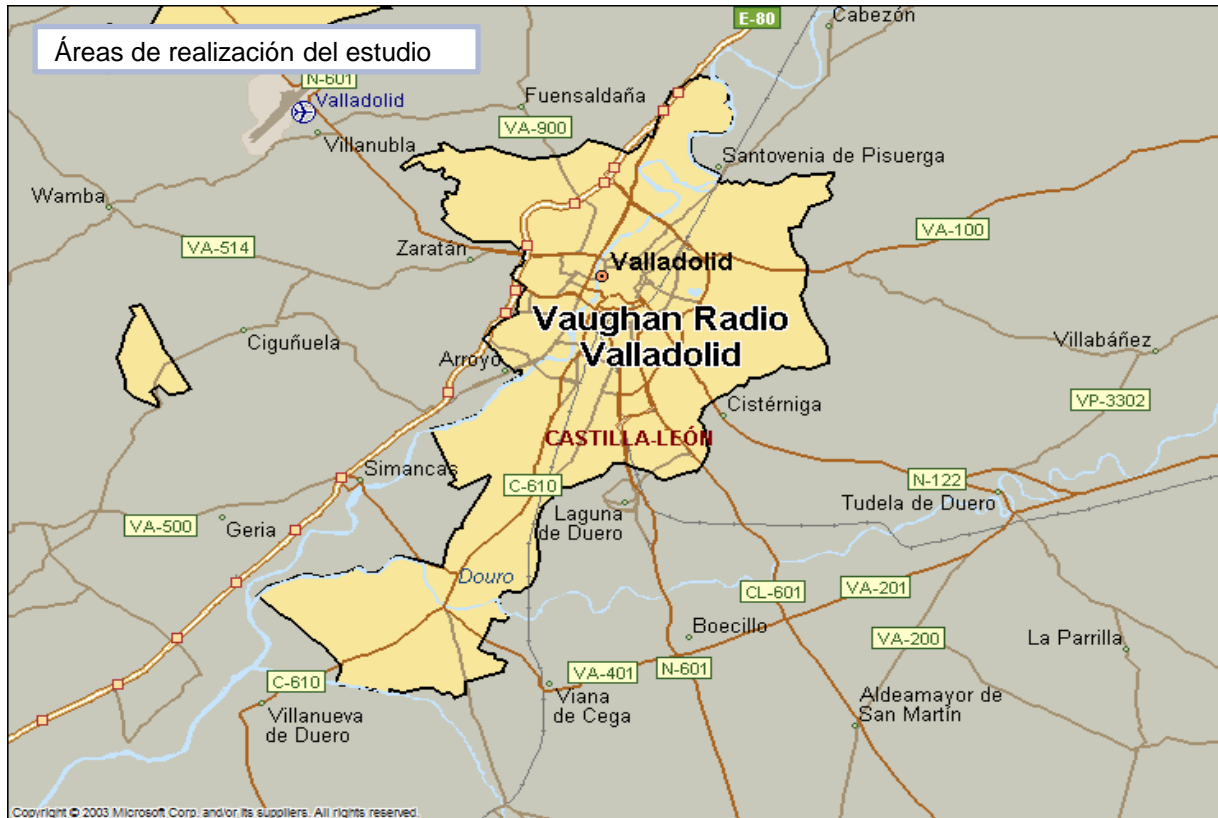 Áreas de realización del estudio
E-80
Cabezón
N-601
Valladolid
Fuensaldaña
VA-900
Villanubla
Santovenia de Pisuerga
Wamba
VA-514
Zaratán
VA-100
Valladolid
Vaughan Radio
Valladolid
Ciguñuela
Arroyo
Villabáñez
VP-3302
Cistérniga
CASTILLA-LEÓN
Simancas
C-610
N-122
Tudela de Duero
VA-500
Geria
Laguna
de Duero
Douro
CL-601
VA-201
Boecillo
VA-200
La Parrilla
C-610
VA-401
N-601
Viana
de Cega
Aldeamayor de
San Martín
Villanueva
de Duero
Copyright © 2003 Microsoft Corp. and/or its suppliers. All rights reserved.